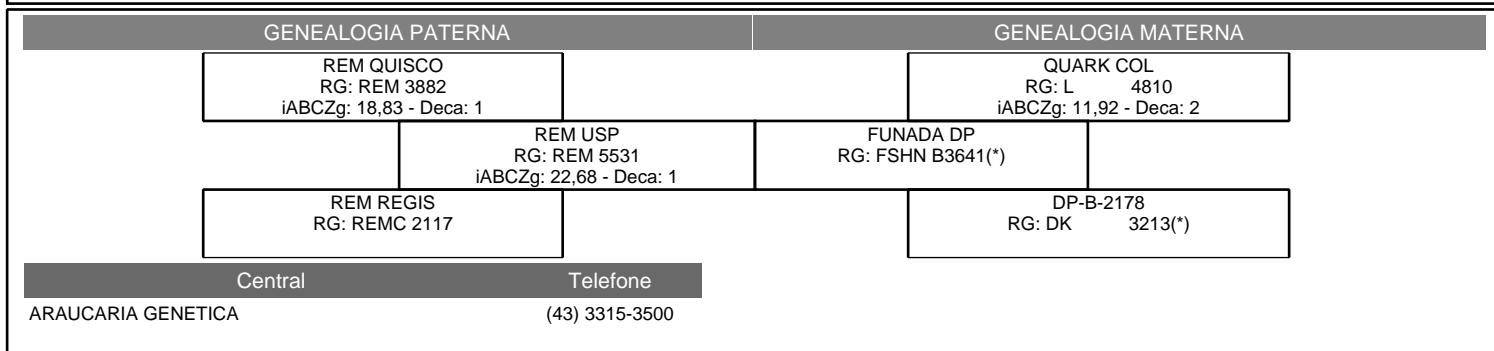 GENEALOGIA PATERNA GENEALOGIA MATERNA
REM QUISCO
RG: REM 3882
iABCZg: 18,83 - Deca: 1
QUARK COL
RG: L 4810
iABCZg: 11,92 - Deca: 2
REM USP
RG: REM 5531
iABCZg: 22,68 - Deca: 1
FUNADA DP
RG: FSHN B3641(*)
REM REGIS
RG: REMC 2117
DP-B-2178
RG: DK 3213(*)
Central Telefone
ARAUCARIA GENETICA (43) 3315-3500